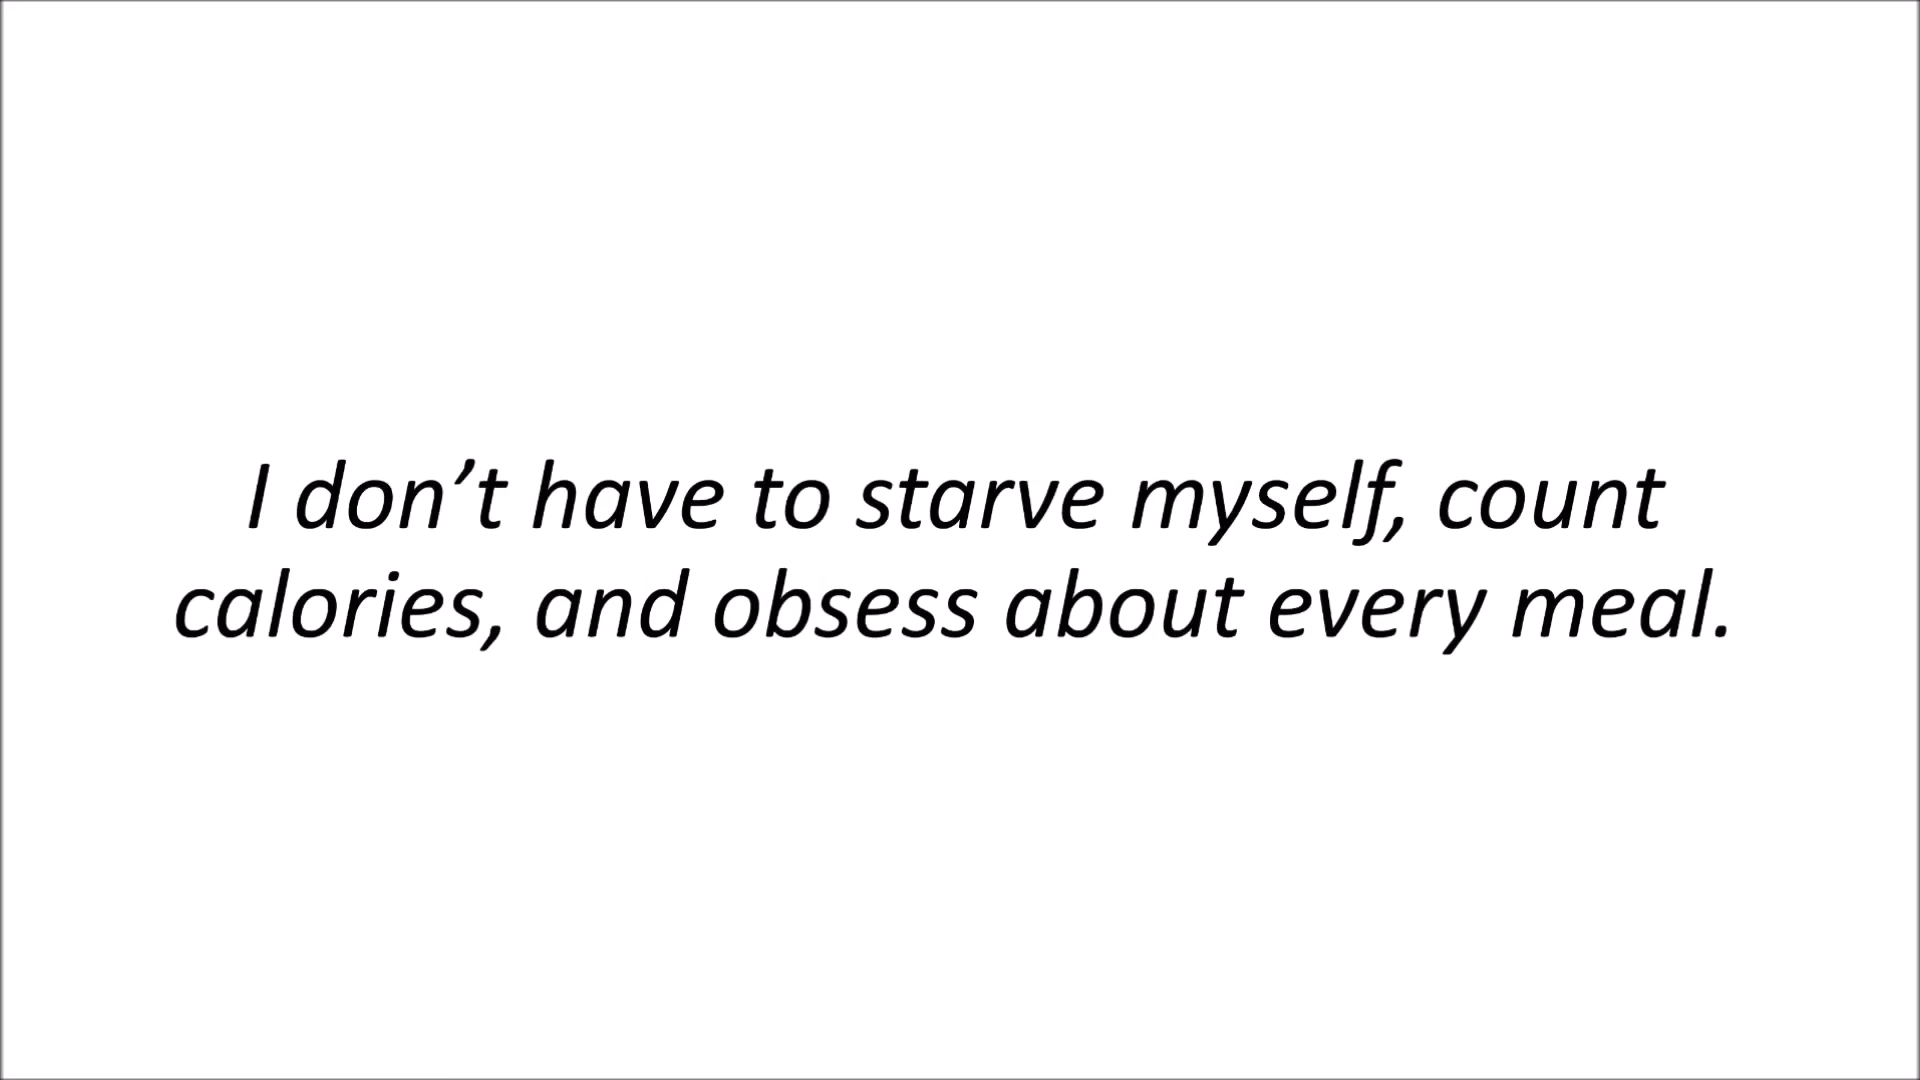 I don’t have to starve myself, count
calories, and obsess about every meal.